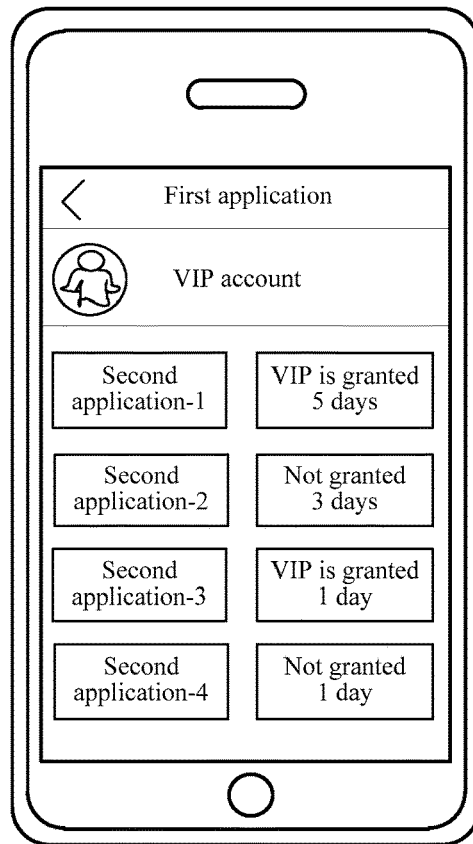 First application
VIP account
Second
application-1
VIP is granted
5 days
Second
application-2
Not granted
3 days
Second
application-3
VIP is granted
1 day
Second
application-4
Not granted
1 day